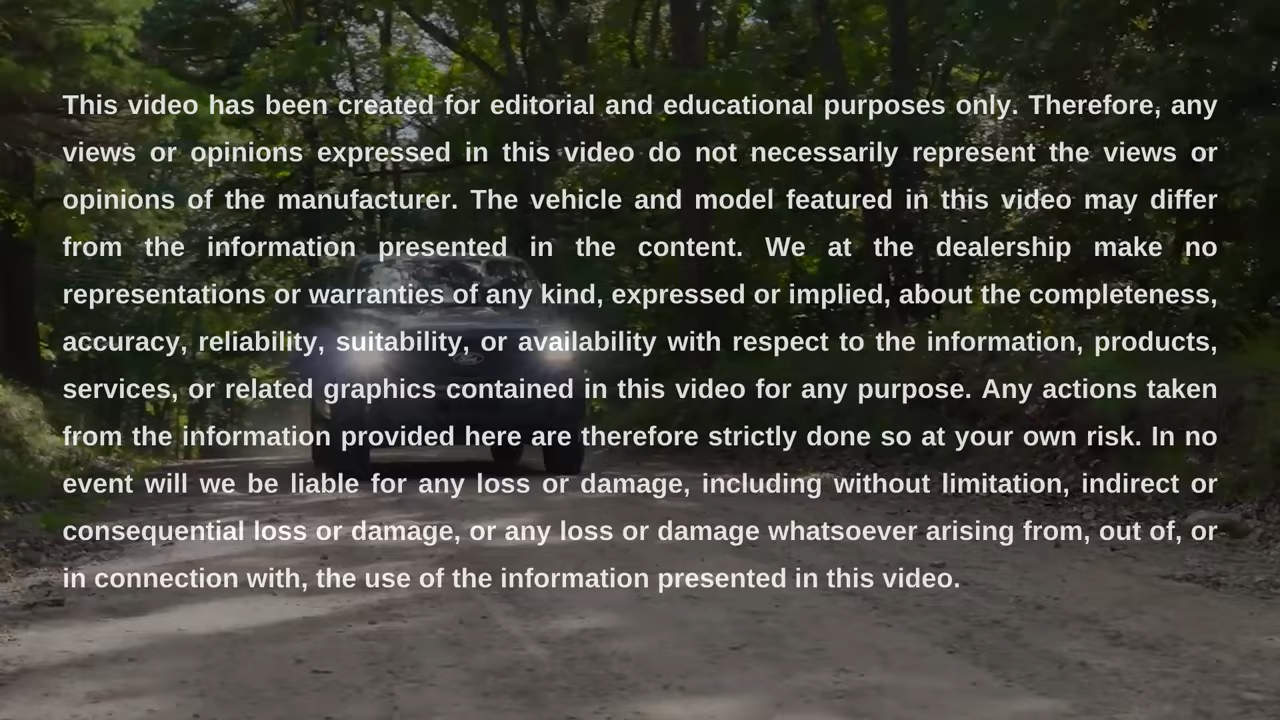 This video has been created for editorial and educational purposes only. Therefore, any
views or opinions expressed in this video do not necessarily represent the views or
opinions of the manufacturer. The vehicle and model featured in this video may differ
from the information presented in the content. We at the dealership make no
representations or warranties of any kind, expressed or implied, about the completeness,
accuracy, reliability, suitability, or availability with respect to the information, products,
services, or related graphics contained in this video for any purpose. Any actions taken
from the information provided here are therefore strictly done so at your own risk. In no
event will we be liable for any loss or damage, including without limitation, indirect or
consequential loss or damage, or any loss or damage whatsoever arising from, out of, or
in connection with, the use of the information presented in this video.